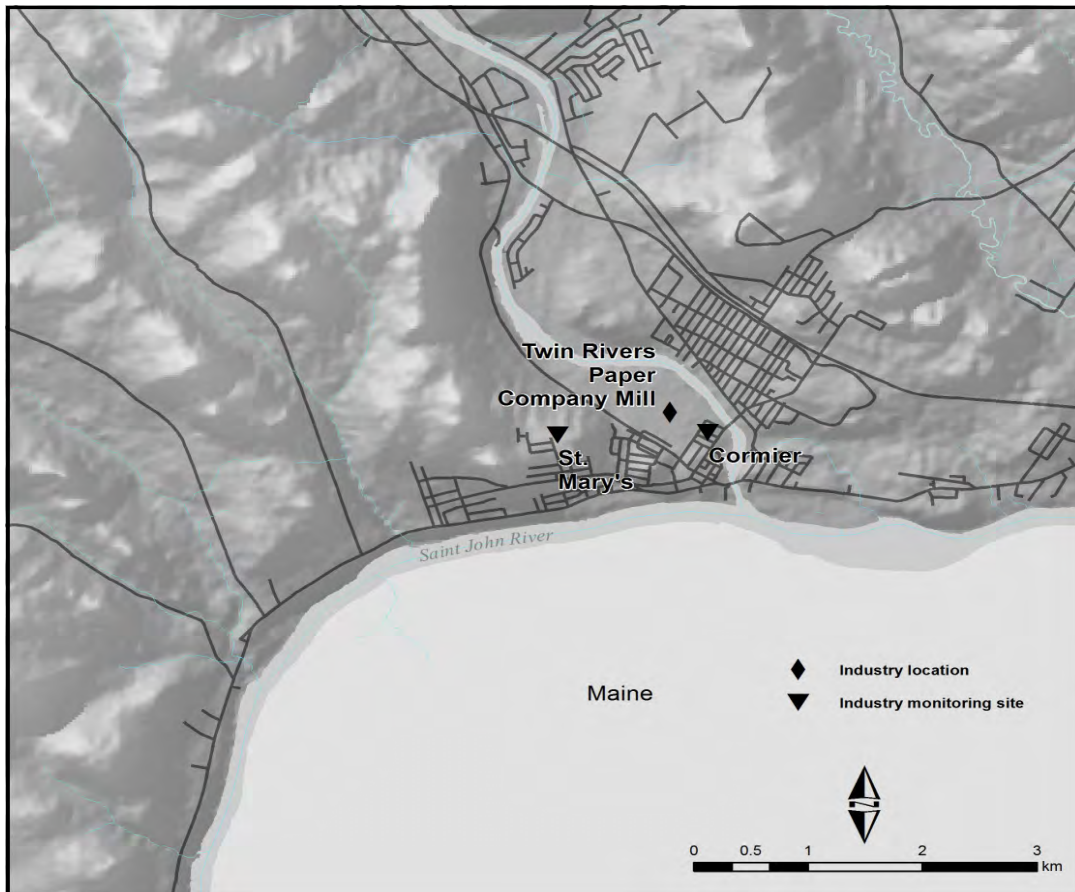 Twin Rivers
Paper
Company Mill
St.
Mary's
Cormier
Saint John River
Maine
Industry location
Industry monitoring site
N
0 0.5 1 2 3
km